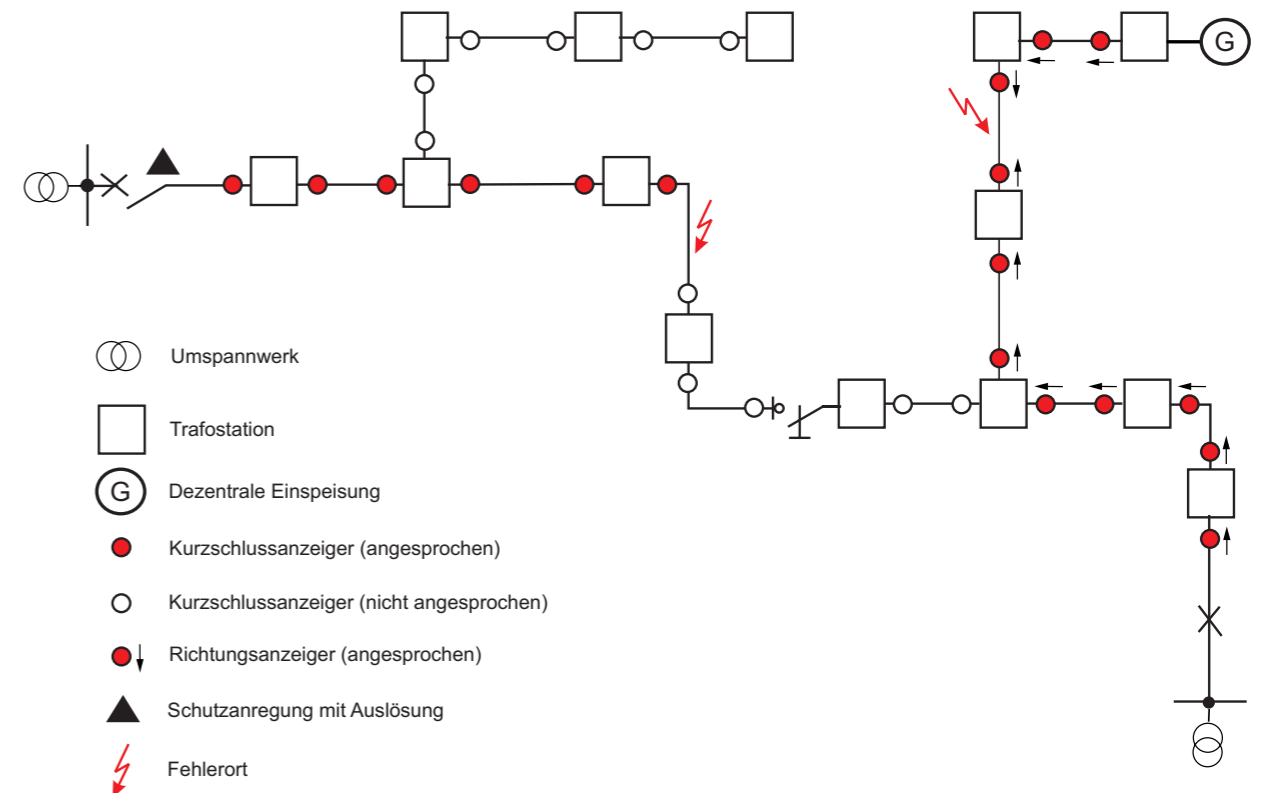 G
Umspannwerk
Trafostation
G Dezentrale Einspeisung
Kurzschlussanzeiger (angesprochen)
Kurzschlussanzeiger (nicht angesprochen)
Richtungsanzeiger (angesprochen)
Schutzanregung mit Auslösung
Fehlerort